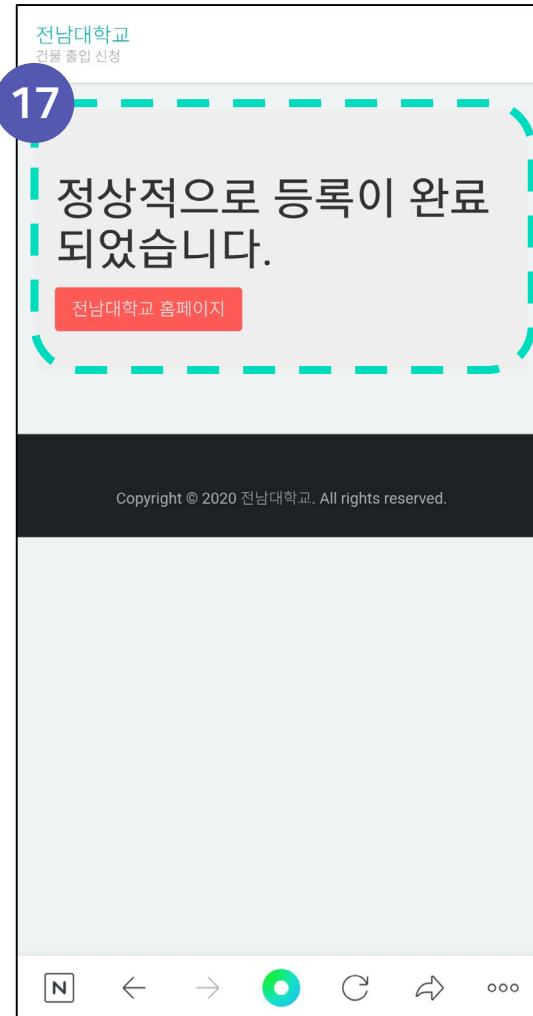 전남대학교
건물 출입 신청
17
정상적으로 등록이 완료
되었습니다.
전남대학교 홈페이지
Copyright © 2020 전남대학교. All rights reserved.
N